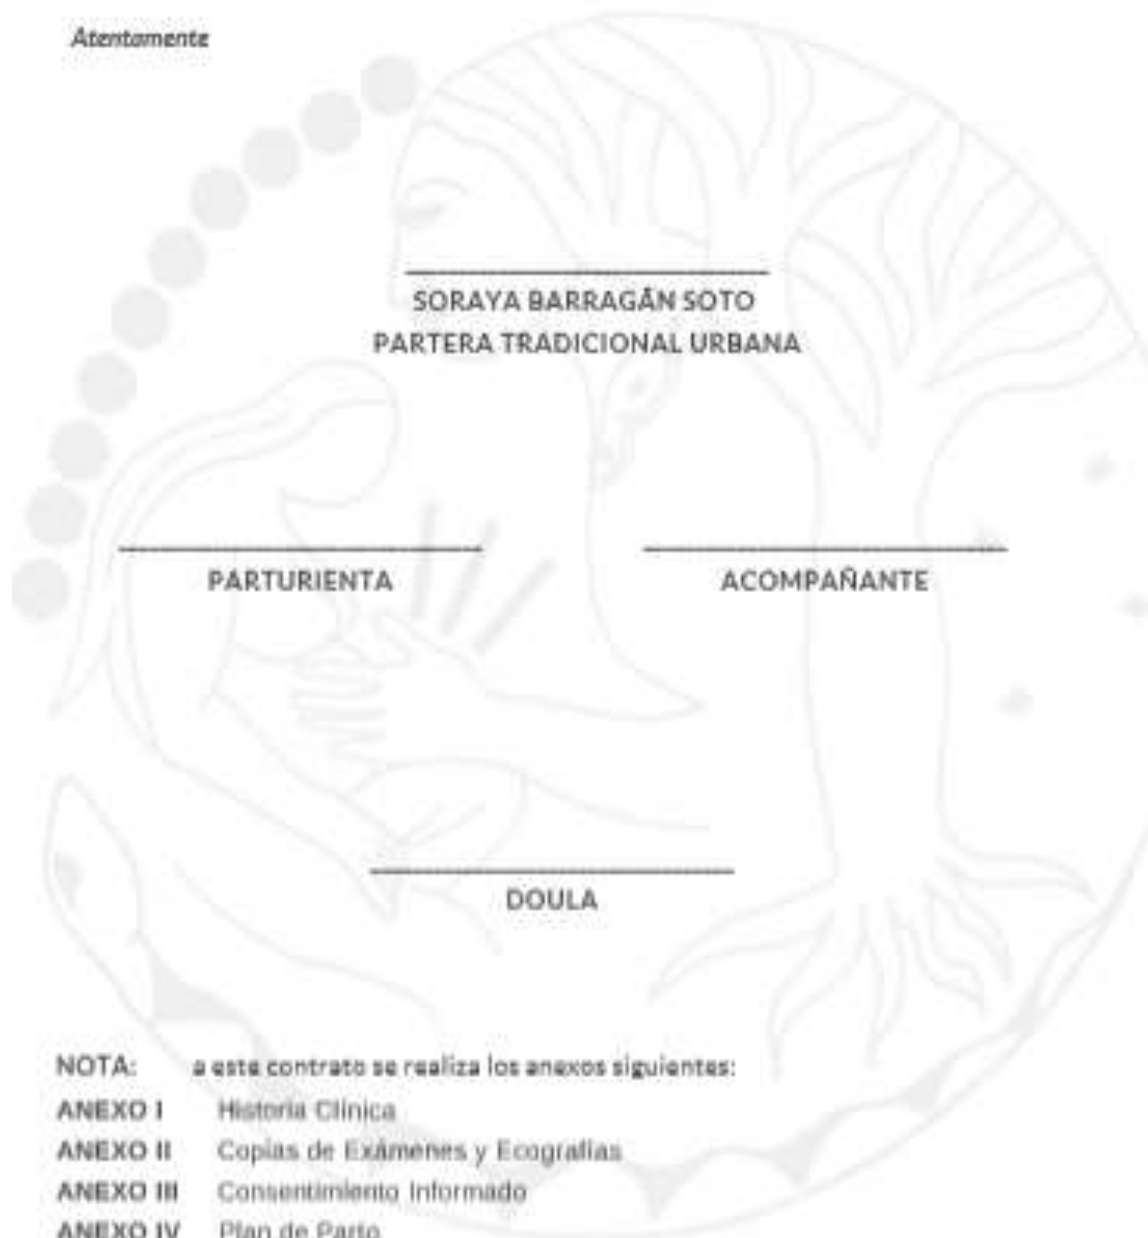 Atentamente
SORAYA BARRAGÁN SOTO
PARTERA TRADICIONAL URBANA
PARTURIENTA
ACOMPAÑANTE
DOULA
NOTA: a este contrato se realiza los anexos siguientes:
ANEXO I Historia Clínica
ANEXO II Copias de Exámenes y Ecografías
ANEXO III Consentimiento Informado
ANEXO IV Plan de Parto